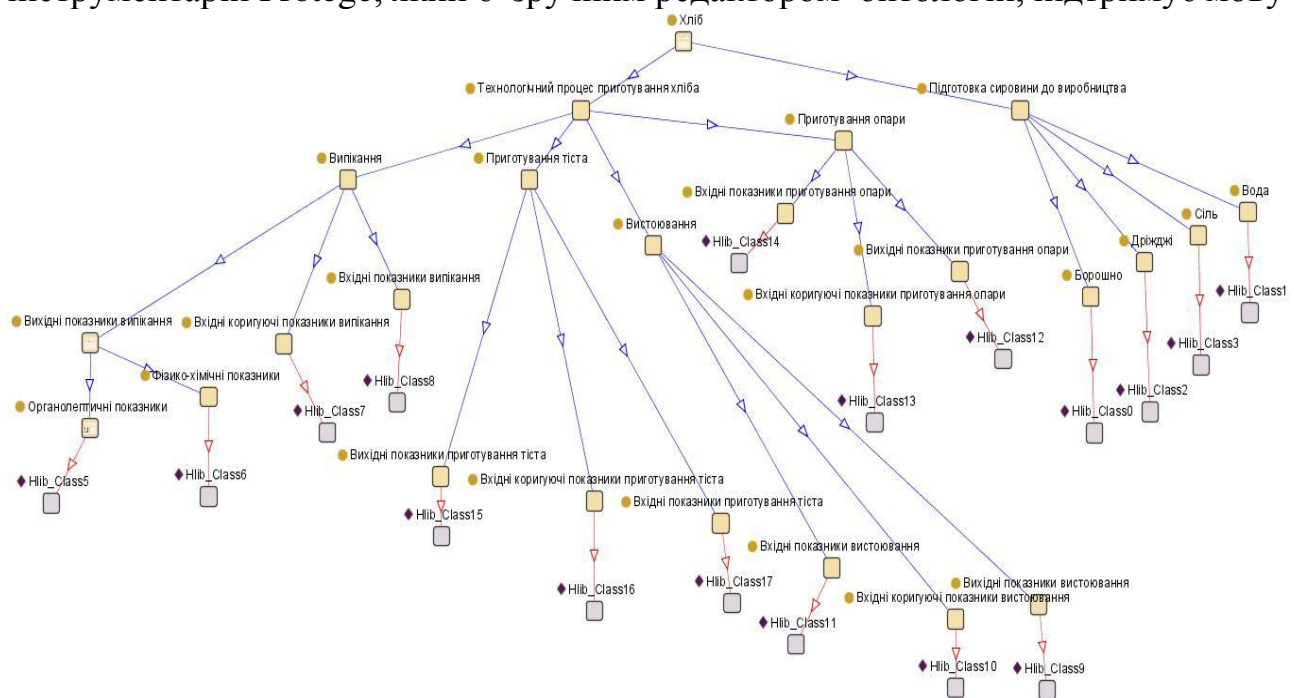 інструментарій Protégé, який є зручним редактором онтологій, підтримує мову
Хліб
Технологічний процес приготування хліба
Підготовка сировини до виробництва
Приготування опари
Випікання
Приготування тіста
Вхідні показники приготування опари
Вода
Сіль
Вистоювання
Hlib_Class14
Дріжджі
Вихідні показники приготування опари
Борошно
Вхідні показники випікання
Hlib_Class1
Вхідні коригуючі показники приготування опари
Вихідні показники випікання
Вхідні коригуючі показники випікання
Hlib_Class12
Hlib_Class3
Фізико-хімічні показники
Hlib_Class8
Hlib_Class13
Hlib_Class2
Органолептичні показники
Hlib_Class7
Hlib_Class0
Вихідні показники приготування тіста
Hlib_Class5
Hlib_Class6
Вхідні коригуючі показники приготування тіста
Вхідні показники приготування тіста
Hlib_Class15
Вхідні показники вистоювання
Hlib_Class16
Hlib_Class17
Вихідні показники вистоювання
Вхідні коригуючі показники вистоювання
Hlib_Class11
Hlib_Class10
Hlib_Class9